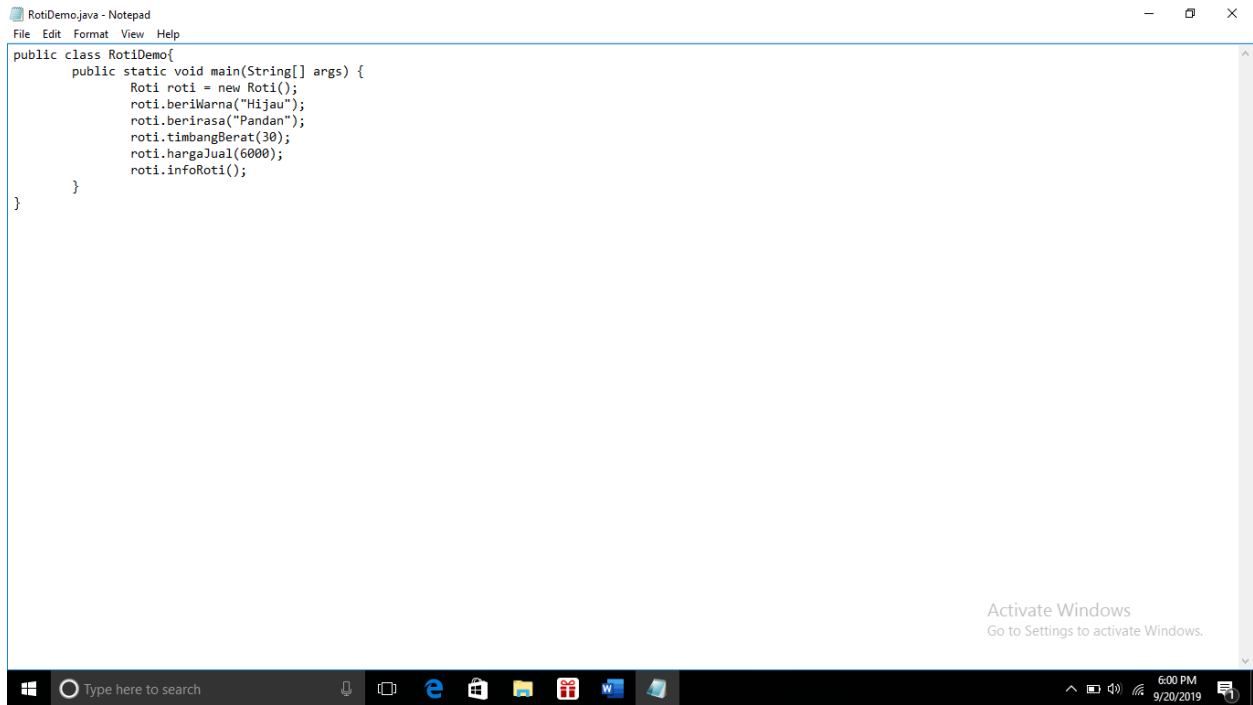 RotiDemo.java - Notepad
File Edit Format View Help
public class RotiDemo{
        public static void main(String[] args) {
                Roti roti = new Roti();
                roti.beriWarna("Hijau");
                roti.berirasa("Pandan");
                roti.timbangBerat(30);
                roti.hargaJual(6000);
                roti.infoRoti();
        }
}
Activate Windows
Go to Settings to activate Windows.
Type here to search
6:00 PM
9/20/2019
1